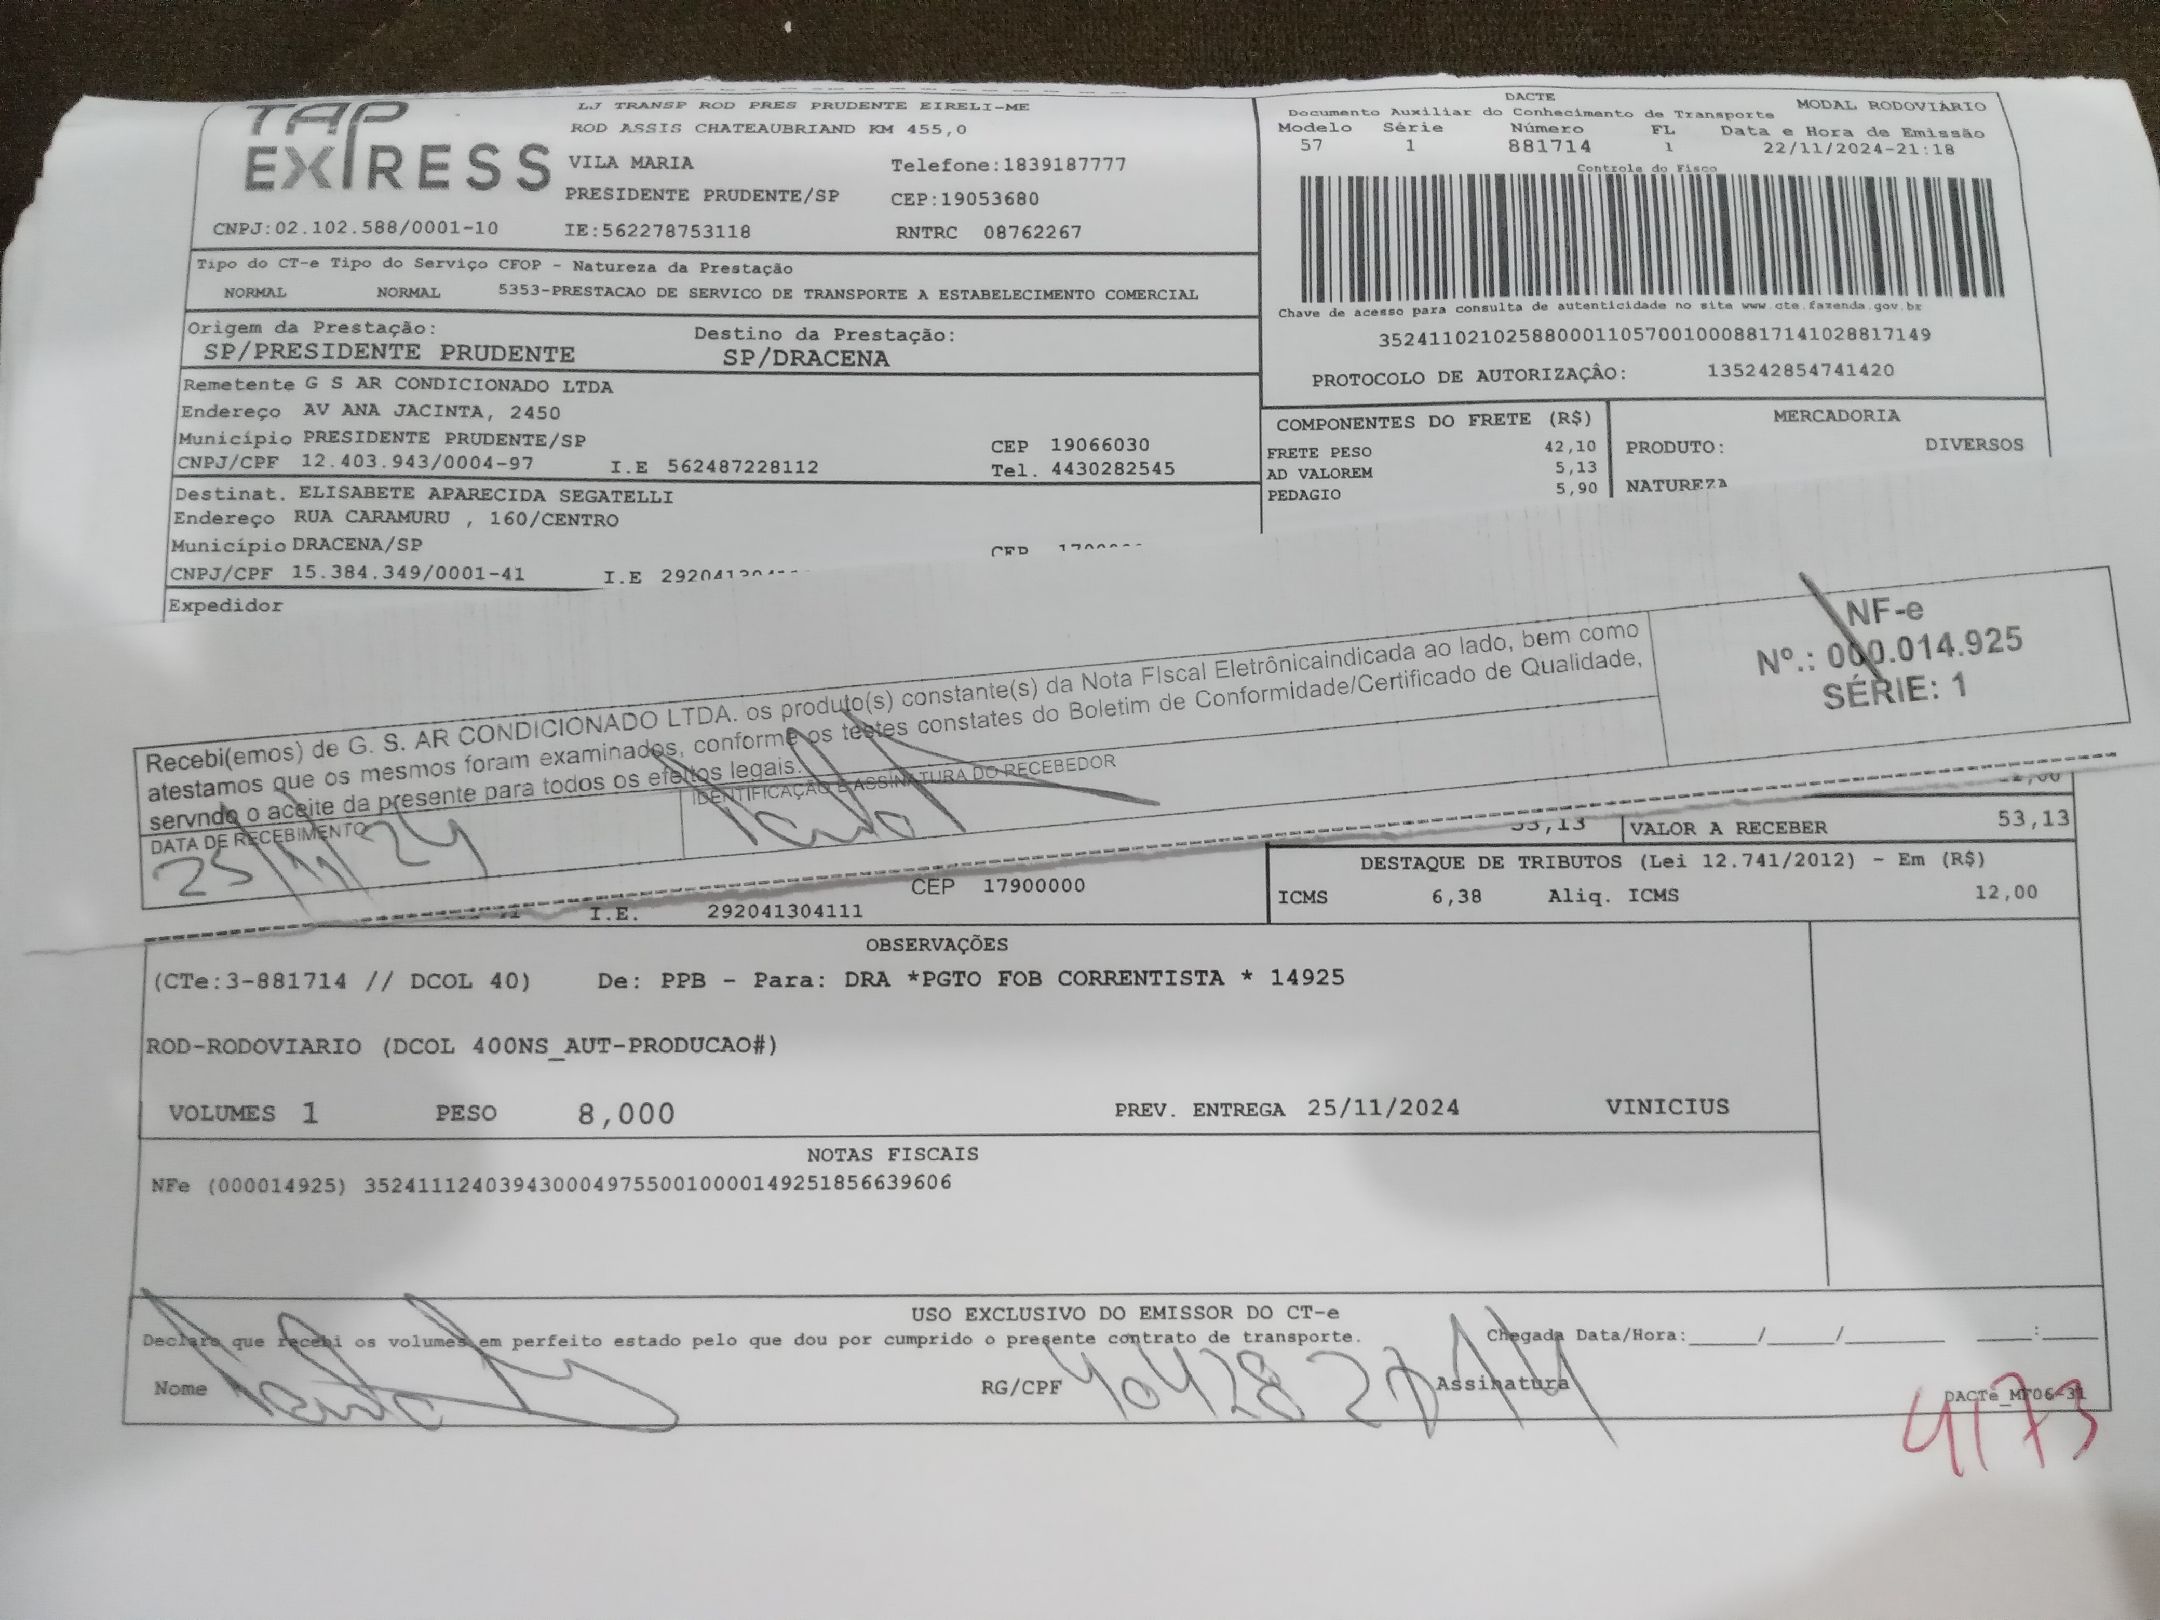 TAP EXPRESS
LJ TRANSP ROD PRES PRUDENTE EIRELI-ME
ROD ASSIS CHATEAUBRIAND KM 455,0
VILA MARIA Telefone:1839187777
PRESIDENTE PRUDENTE/SP CEP:19053680
CNPJ:02.102.588/0001-10 IE:562278753118 RNTRC 08762267
DACTE
Documento Auxiliar do Conhecimento de Transporte MODAL RODOVIÁRIO
Modelo Série Número FL Data e Hora de Emissão
57 1 881714 1 22/11/2024-21:18
Controle do Fisco
Chave de acesso para consulta de autenticidade no site www.cte.fazenda.gov.br
35241102102588000110570010008817141028817149
PROTOCOLO DE AUTORIZAÇÂO: 135242854741420
Tipo do CT-e Tipo do Serviço CFOP - Natureza da Prestação
NORMAL NORMAL 5353-PRESTACAO DE SERVICO DE TRANSPORTE A ESTABELECIMENTO COMERCIAL
Origem da Prestação: Destino da Prestação:
SP/PRESIDENTE PRUDENTE SP/DRACENA
Remetente G S AR CONDICIONADO LTDA
Endereço AV ANA JACINTA, 2450
Município PRESIDENTE PRUDENTE/SP CEP 19066030
CNPJ/CPF 12.403.943/0004-97 I.E 562487228112 Tel. 4430282545
COMPONENTES DO FRETE (R$) MERCADORIA
FRETE PESO 42,10 PRODUTO: DIVERSOS
AD VALOREM 5,13
PEDAGIO 5,90 NATUREZA
Destinat. ELISABETE APARECIDA SEGATELLI
Endereço RUA CARAMURU , 160/CENTRO
Município DRACENA/SP CEP
CNPJ/CPF 15.384.349/0001-41 I.E
Expedidor
Recebi(emos) de G. S. AR CONDICIONADO LTDA. os produto(s) constante(s) da Nota FIscal Eletrônicaindicada ao lado, bem como
atestamos que os mesmos foram examinados, conforme os testes constates do Boletim de Conformidade/Certificado de Qualidade,
servndo o aceite da presente para todos os efeitos legais.
DATA DE RECEBIMENTO IDENTIFICAÇÃO E ASSINATURA DO RECEBEDOR
25/11/24
NF-e
Nº.: 000.014.925
SÉRIE: 1
53,13 VALOR A RECEBER 53,13
DESTAQUE DE TRIBUTOS (Lei 12.741/2012) - Em (R$)
ICMS 6,38 Aliq. ICMS 12,00
CEP 17900000
I.E. 292041304111
OBSERVAÇÕES
(CTe:3-881714 // DCOL 40) De: PPB - Para: DRA *PGTO FOB CORRENTISTA * 14925
ROD-RODOVIARIO (DCOL 400NS_AUT-PRODUCAO#)
VOLUMES 1 PESO 8,000 PREV. ENTREGA 25/11/2024 VINICIUS
NOTAS FISCAIS
NFe (000014925) 35241112403943000497550010000149251856639606
USO EXCLUSIVO DO EMISSOR DO CT-e
Declaro que recebi os volumes em perfeito estado pelo que dou por cumprido o presente contrato de transporte. Chegada Data/Hora:_____/_____/________ ____:____
Nome RG/CPF Assinatura
DACTe_MT06-31
4173